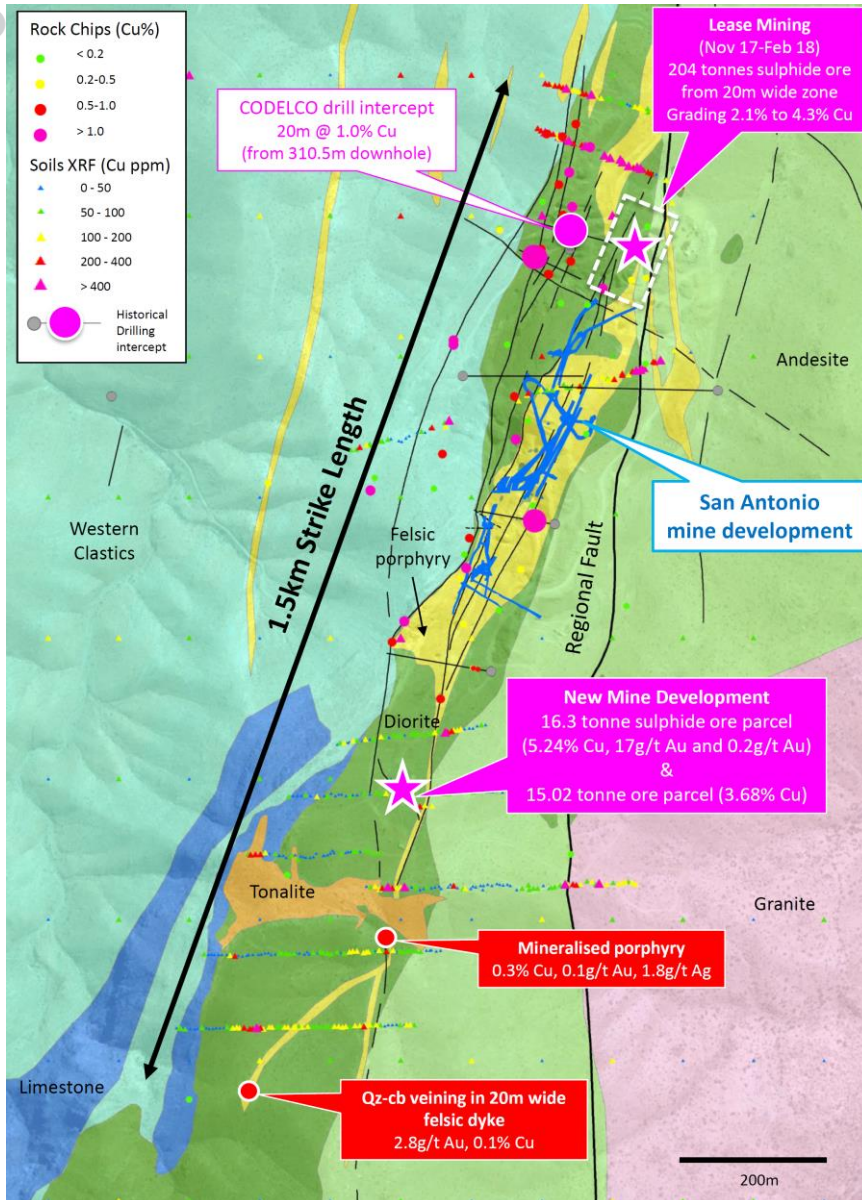 Rock Chips (Cu%)
< 0.2
0.2-0.5
0.5-1.0
> 1.0
Soils XRF (Cu ppm)
0 - 50
50 - 100
100 - 200
200 - 400
> 400
Historical
Drilling
intercept
CODELCO drill intercept
20m @ 1.0% Cu
(from 310.5m downhole)
Lease Mining
(Nov 17-Feb 18)
204 tonnes sulphide ore
from 20m wide zone
Grading 2.1% to 4.3% Cu
Andesite
San Antonio
mine development
Western
Clastics
1.5km Strike Length
Felsic
porphyry
Regional Fault
New Mine Development
16.3 tonne sulphide ore parcel
(5.24% Cu, 17g/t Au and 0.2g/t Au)
&
15.02 tonne ore parcel (3.68% Cu)
Diorite
Tonalite
Granite
Mineralised porphyry
0.3% Cu, 0.1g/t Au, 1.8g/t Ag
Limestone
Qz-cb veining in 20m wide
felsic dyke
2.8g/t Au, 0.1% Cu
200m